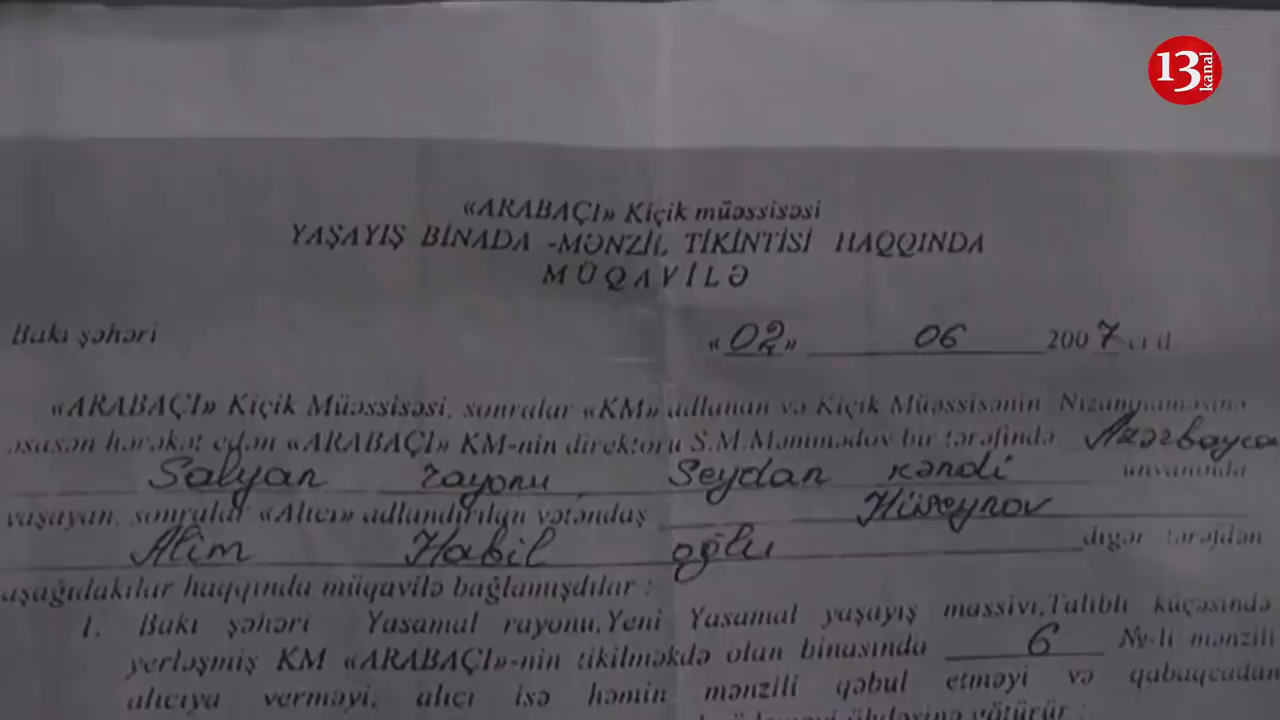 13 kanal
«ARABAÇI» Kiçik müəssisəsi
YAŞAYIŞ BİNADA -MƏNZİL TİKİNTİSİ HAQQINDA
MÜQAVİLƏ
Bakı şəhəri «02» 06 2007 ci il
«ARABAÇI» Kiçik Müəssisəsi, sonralar «KM» adlanan və Kiçik Müəssisənin Nizamnaməsinə
əsasən hərəkət edən «ARABAÇI» KM-nin direktoru S.M.Məmmədov bir tərəfində Azərbayca
Salyan rayonu Seydan kəndi ünvanında
yaşayan, sonralar «Alıcı» adlandırılan vətəndaş Hüseynov
Alim Habil oğlu digər tərəfdən
aşağıdakılar haqqında müqavilə bağlamışdılar :
1. Bakı şəhəri Yasamal rayonu,Yeni Yasamal yaşayış massivi,Talıblı küçəsində
yerləşmiş KM «ARABAÇI»-nin tikilməkdə olan binasında 6 №-li mənzili
alıcıya verməyi, alıcı isə həmin mənzili qəbul etməyi və qabaqcadan
öhdəsinə götürür :